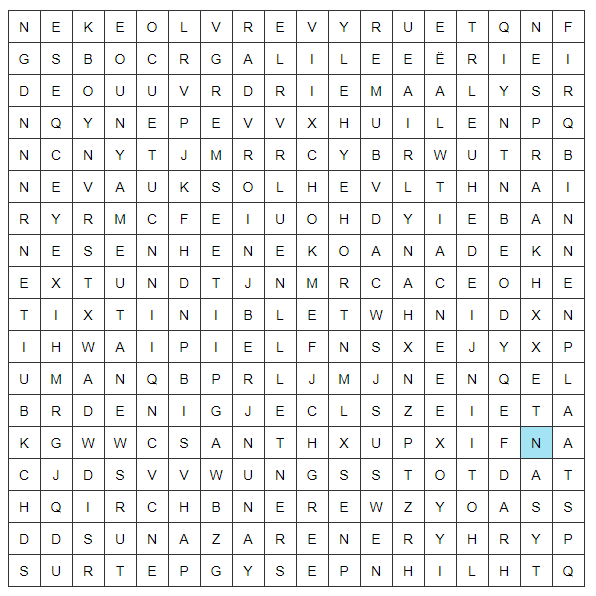 N E K E O L V R E V Y R U E T Q N F
G S B O C R G A L I L E E Ë R I E I
D E O U U V R D R I E M A A L Y S R
N Q Y N E P E V V X H U I L E N P Q
N C N Y T J M R R C Y B R W U T R B
N E V A U K S O L H E V L T H N A I
R Y R M C F E I U O H D Y I E B A N
N E S E N H E N E K O A N A D E K N
E X T U N D T J N M R C A C E O H E
T I X T I N I B L E T W H N I D X N
I H W A I P I E L F N S X E J Y X P
U M A N Q B P R L J M J N E N Q E L
B R D E N I G J E C L S Z E I E T A
K G W W C S A N T H X U P X I F N A
C J D S V V W U N G S S T O T D A T
H Q I R C H B N E R E W Z Y O A S S
D D S U N A Z A R E N E R Y H R Y P
S U R T E P G Y S E P N H I L H T Q